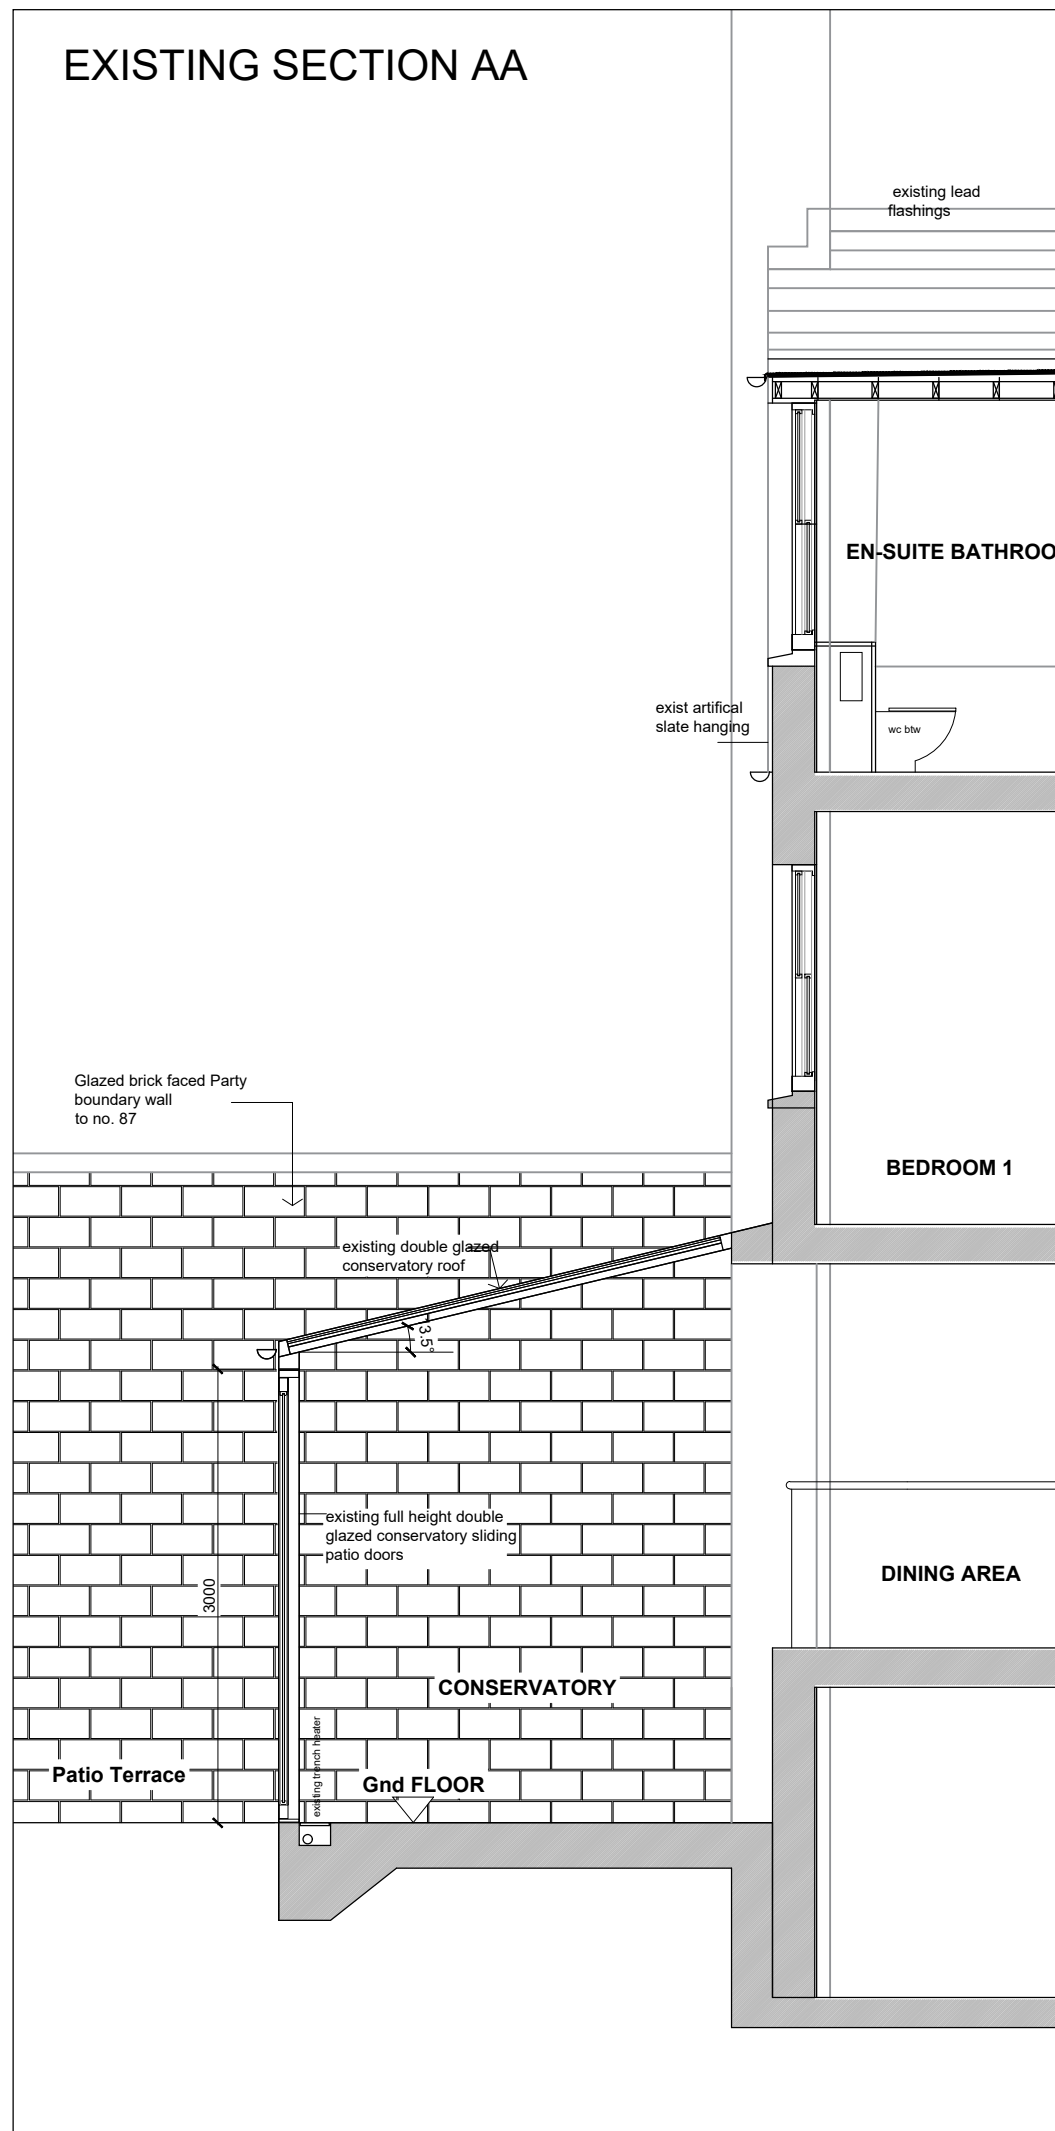 EXISTING SECTION AA
existing lead
flashings
EN-SUITE BATHROO
exist artifical
slate hanging
wc btw
Glazed brick faced Party
boundary wall
to no. 87
BEDROOM 1
existing double glazed
conservatory roof
3.5°
existing full height double
glazed conservatory sliding
patio doors
3000
DINING AREA
CONSERVATORY
existing trench heater
Patio Terrace
Gnd FLOOR